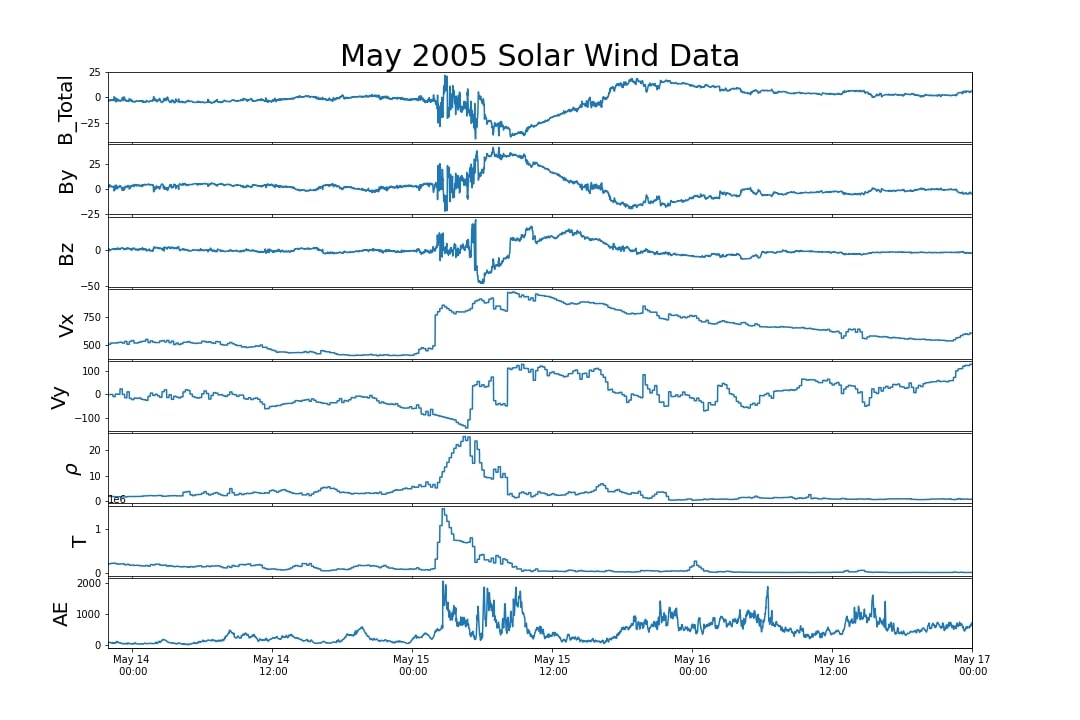 May 2005 Solar Wind Data
B_Total
25
0
−25
By
25
0
−25
Bz
0
−50
Vx
750
500
Vy
100
0
−100
ρ
20
10
0
1e6
T
1
0
AE
2000
1000
0
May 14 May 14 May 15 May 15 May 16 May 16 May 17
00:00 12:00 00:00 12:00 00:00 12:00 00:00